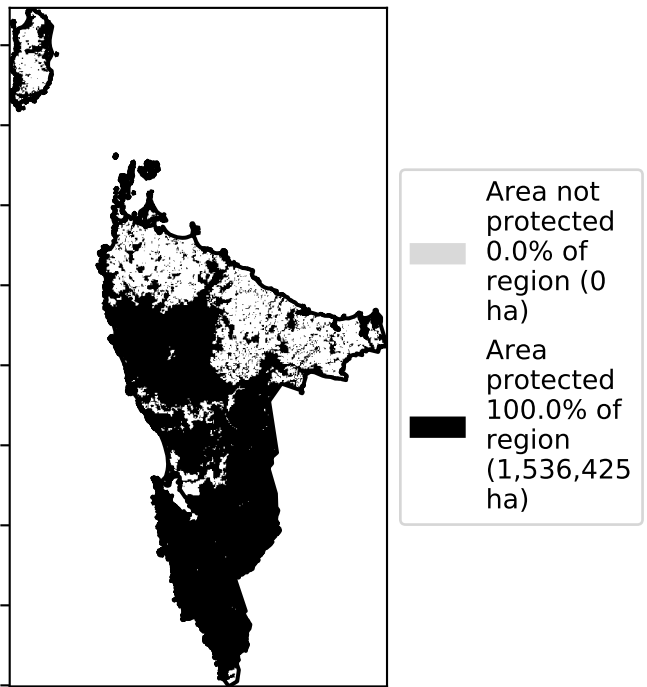 Area not
protected
0.0% of
region (0
ha)
Area
protected
100.0% of
region
(1,536,425
ha)